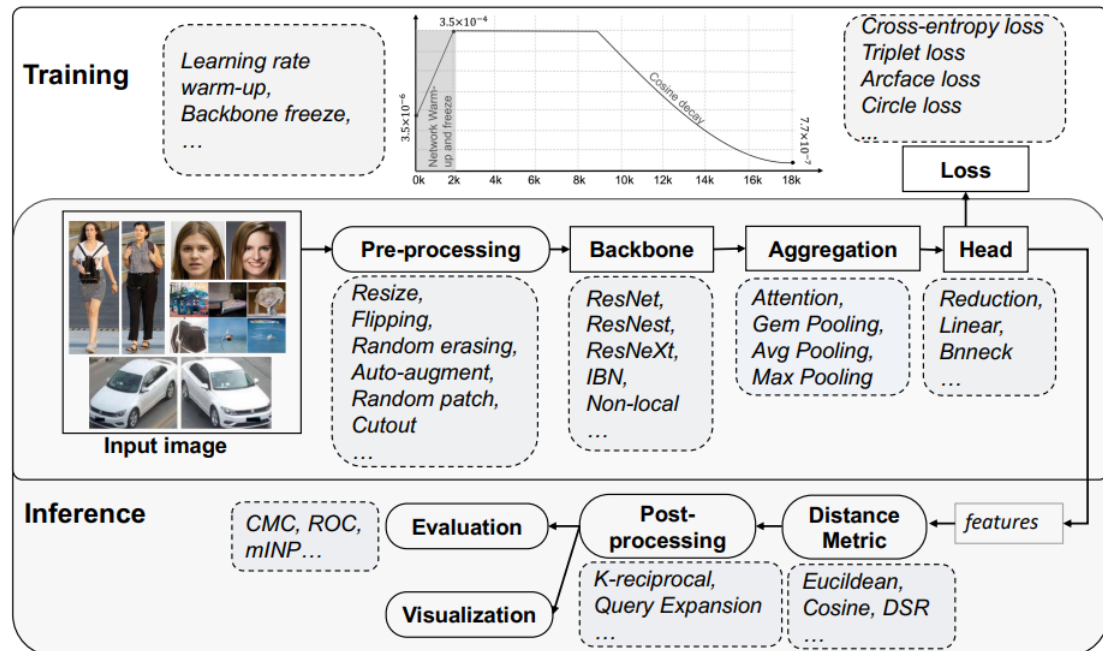 Training
Learning rate
warm-up,
Backbone freeze,
…
3.5×10⁻⁴
3.5×10⁻⁶
Network Warm-
up and freeze
Cosine decay
7.7×10⁻⁷
0k 2k 4k 6k 8k 10k 12k 14k 16k 18k
Cross-entropy loss
Triplet loss
Arcface loss
Circle loss
...
Loss
Input image
Pre-processing
Resize,
Flipping,
Random erasing,
Auto-augment,
Random patch,
Cutout
…
Backbone
ResNet,
ResNest,
ResNeXt,
IBN,
Non-local
…
Aggregation
Attention,
Gem Pooling,
Avg Pooling,
Max Pooling
Head
Reduction,
Linear,
Bnneck
…
Inference
CMC, ROC,
mINP…
Evaluation
Visualization
Post-
processing
K-reciprocal,
Query Expansion
…
Distance
Metric
Eucildean,
Cosine, DSR
…
features